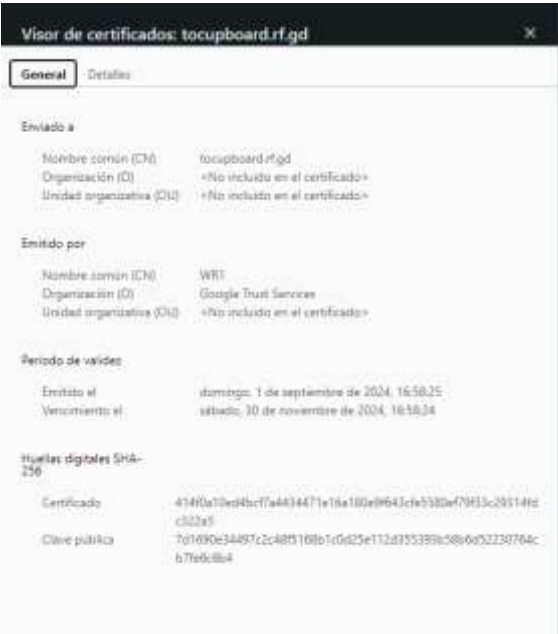 Visor de certificados: tocupboard.rf.gd
General Detalles
Enviado a
Nombre común (CN) tocupboard.rf.gd
Organización (O) <No incluido en el certificado>
Unidad organizativa (OU) <No incluido en el certificado>
Emitido por
Nombre común (CN) WR1
Organización (O) Google Trust Services
Unidad organizativa (OU) <No incluido en el certificado>
Período de validez
Emitido el domingo, 1 de septiembre de 2024, 16:58:25
Vencimiento el sábado, 30 de noviembre de 2024, 16:58:24
Huellas digitales SHA-
256
Certificado
Clave pública